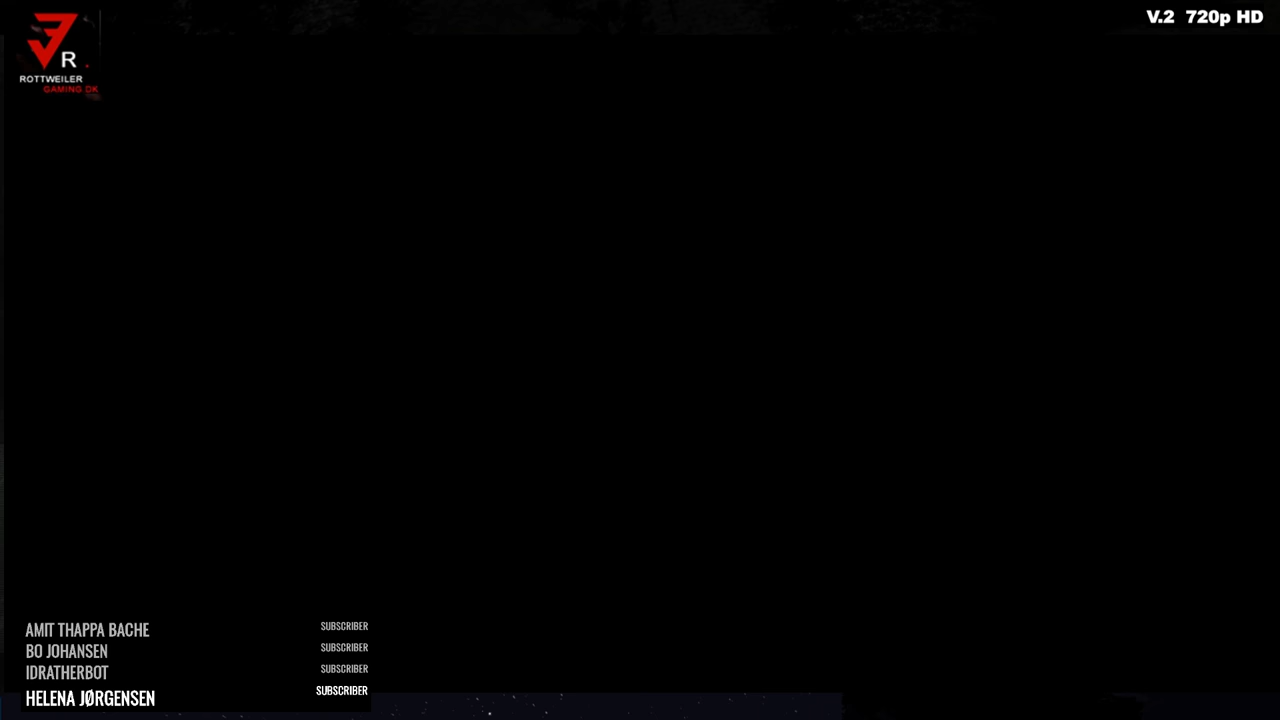 V.2 720p HD
R
ROTTWEILER
GAMING DK
AMIT THAPPA BACHE SUBSCRIBER
BO JOHANSEN SUBSCRIBER
IDRATHERBOT SUBSCRIBER
HELENA JØRGENSEN SUBSCRIBER